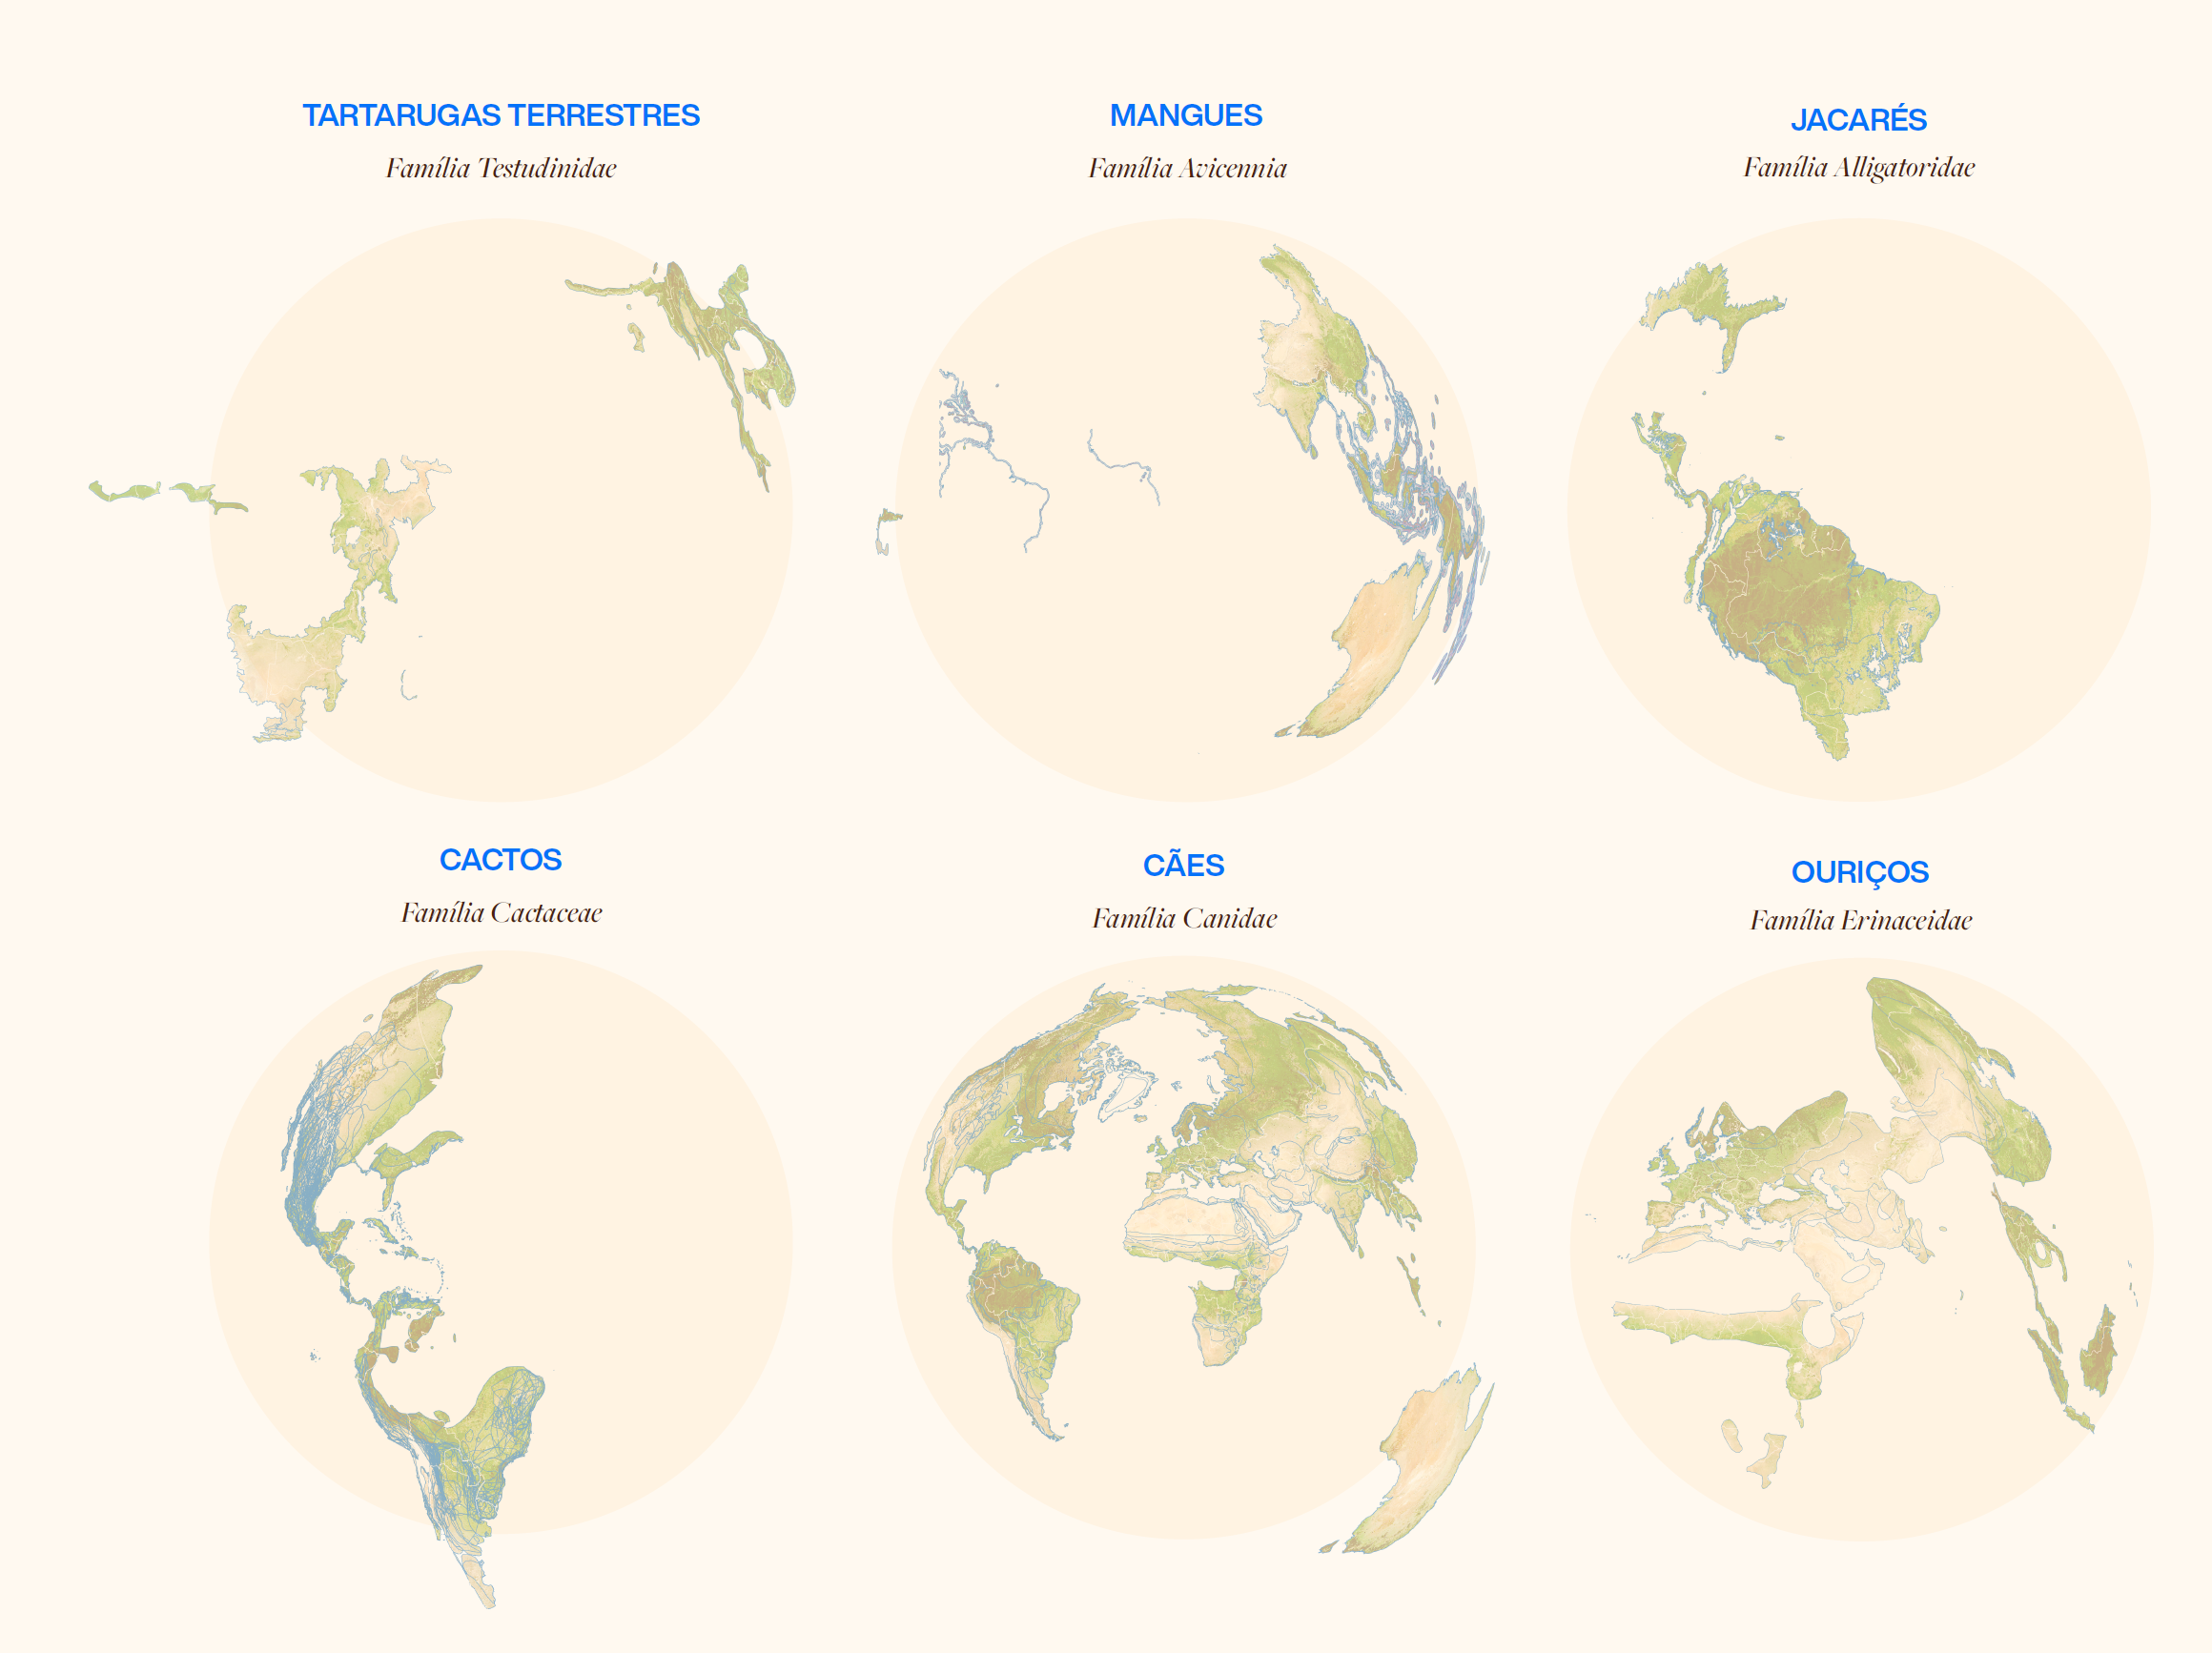 TARTARUGAS TERRESTRES
Família Testudinidae
MANGUES
Família Avicennia
JACARÉS
Família Alligatoridae
CACTOS
Família Cactaceae
CÃES
Família Canidae
OURIÇOS
Família Erinaceidae